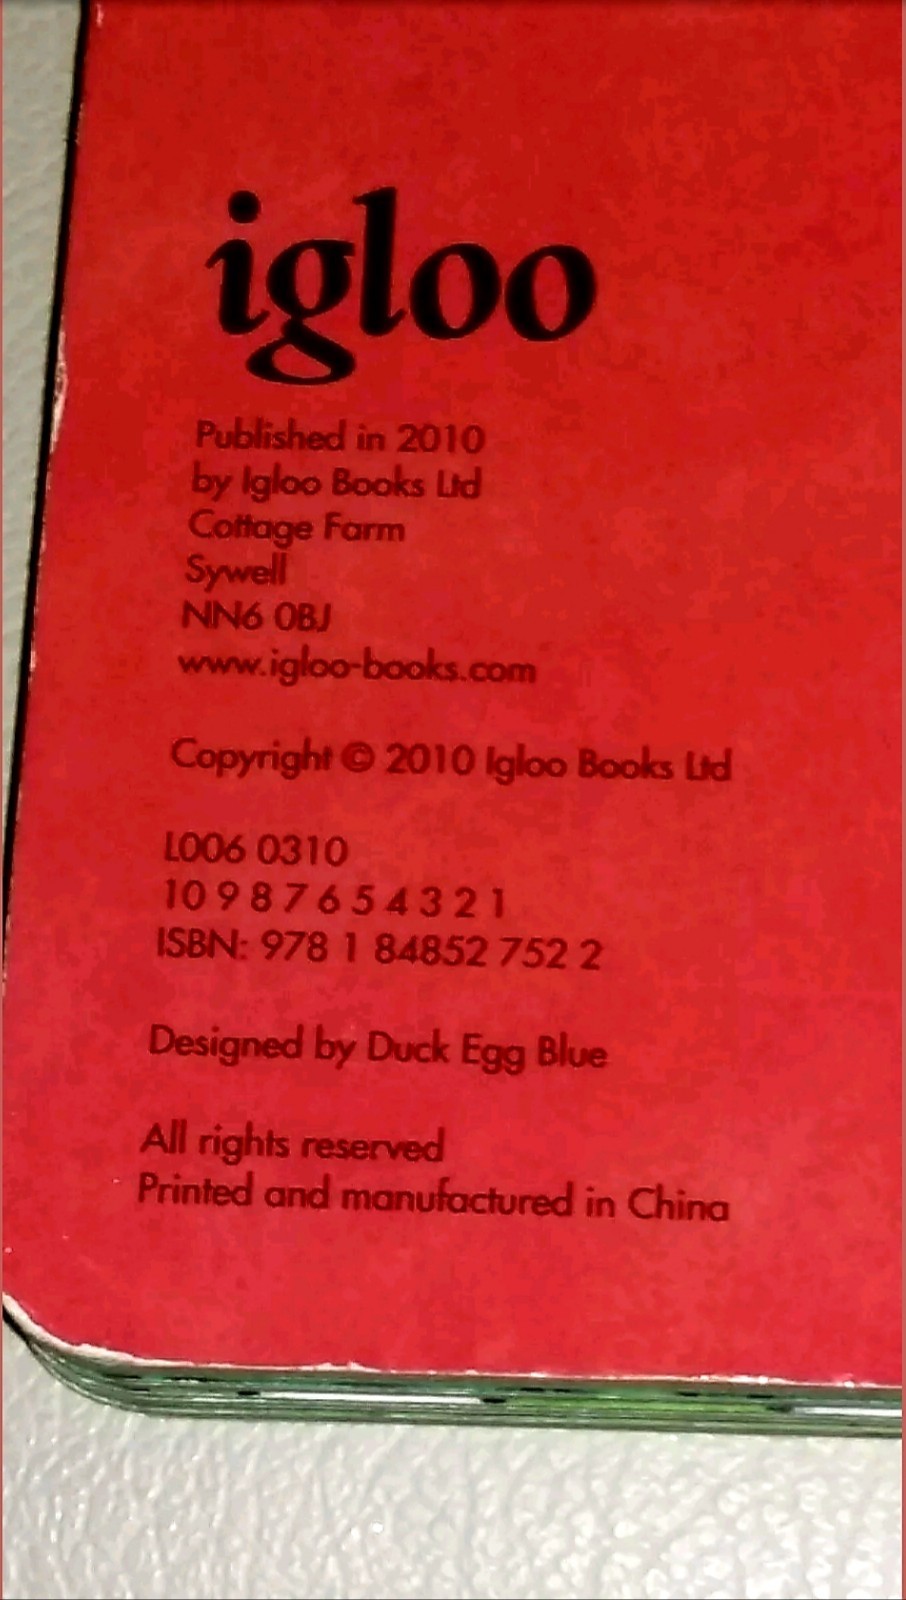 igloo
Published in 2010
by Igloo Books Ltd
Cottage Farm
Sywell
NN6 0BJ
www.igloo-books.com
Copyright © 2010 Igloo Books Ltd
L006 0310
10 9 8 7 6 5 4 3 2 1
ISBN: 978 1 84852 752 2
Designed by Duck Egg Blue
All rights reserved
Printed and manufactured in China